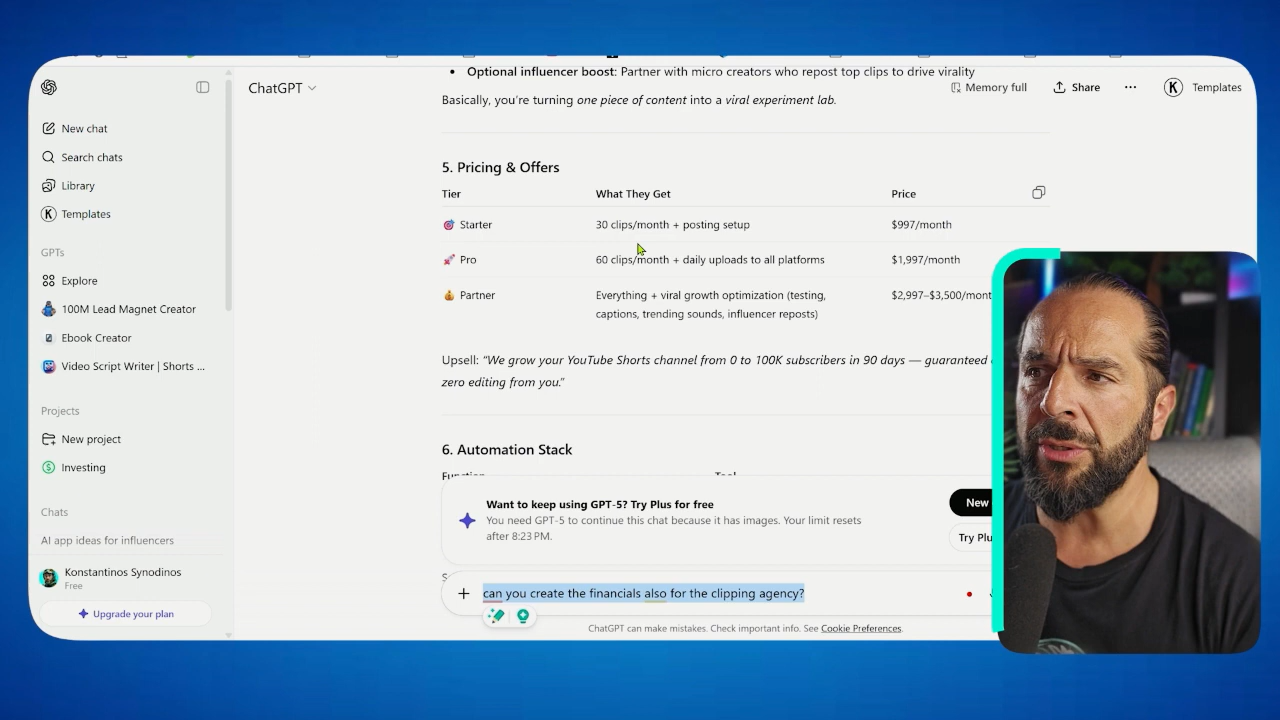 • Optional influencer boost: Partner with micro creators who repost top clips to drive virality
ChatGPT
Memory full
Share
Templates
Basically, you're turning one piece of content into a viral experiment lab.
New chat
Search chats
Library
Templates
GPTs
Explore
100M Lead Magnet Creator
Ebook Creator
Video Script Writer | Shorts ...
Projects
New project
Investing
Chats
AI app ideas for influencers
Konstantinos Synodinos
Free
Upgrade your plan
5. Pricing & Offers
Tier What They Get Price
🎯 Starter 30 clips/month + posting setup $997/month
🚀 Pro 60 clips/month + daily uploads to all platforms $1,997/month
💰 Partner Everything + viral growth optimization (testing, $2,997–$3,500/mont
captions, trending sounds, influencer reposts)
Upsell: “We grow your YouTube Shorts channel from 0 to 100K subscribers in 90 days — guaranteed
zero editing from you.”
6. Automation Stack
Function Tool
Want to keep using GPT-5? Try Plus for free
You need GPT-5 to continue this chat because it has images. Your limit resets
after 8:23 PM.
New
Try Plu
can you create the financials also for the clipping agency?
ChatGPT can make mistakes. Check important info. See Cookie Preferences.